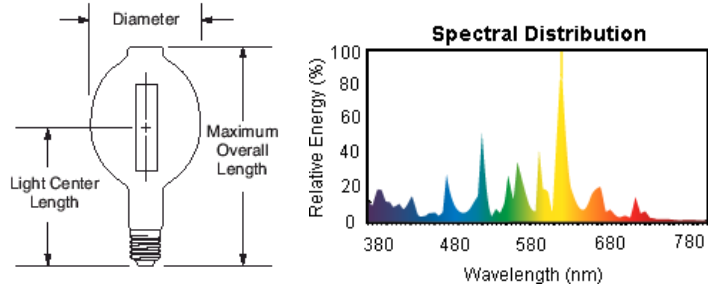 Diameter
Maximum
Overall
Length
Light Center
Length
Spectral Distribution
Relative Energy (%)
100
80
60
40
20
0
380 480 580 680 780
Wavelength (nm)